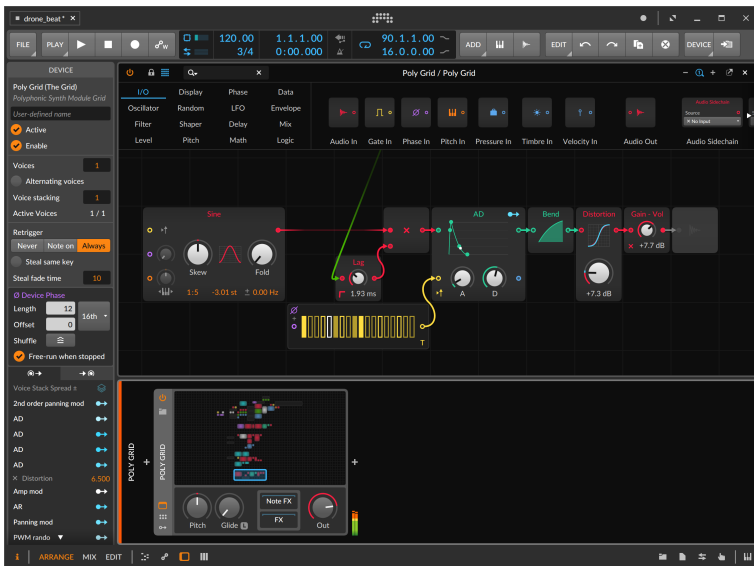 drone_beat* ×
FILE PLAY 120.00 1.1.1.00 90.1.1.00 ADD EDIT DEVICE
3/4 0:00.000 16.0.0.00
DEVICE
Poly Grid (The Grid)
Polyphonic Synth Module Grid
User-defined name
Active
Enable
Voices 1
Alternating voices
Voice stacking 1
Active Voices 1 / 1
Retrigger
Never Note on Always
Steal same key
Steal fade time 10
Ø Device Phase
Length 12
16th
Offset 0
Shuffle
Free-run when stopped
Voice Stack Spread ±
2nd order panning mod
AD
AD
AD
AD
× Distortion 6.500
Amp mod
AR
Panning mod
PWM rando
Poly Grid / Poly Grid
I/O Display Phase Data
Oscillator Random LFO Envelope
Filter Shaper Delay Mix
Level Pitch Math Logic
Audio In Gate In Phase In Pitch In Pressure In Timbre In Velocity In Audio Out Audio Sidechain
Audio Sidechain
Source
× No input
Sine
Skew Fold
1:5 -3.01 st ± 0.00 Hz
Lag
1.93 ms
AD
A D
Bend
Distortion
+7.3 dB
Gain - Vol
+7.7 dB
T
POLY GRID
POLY GRID
Note FX
FX
Pitch Glide L Out
i ARRANGE MIX EDIT